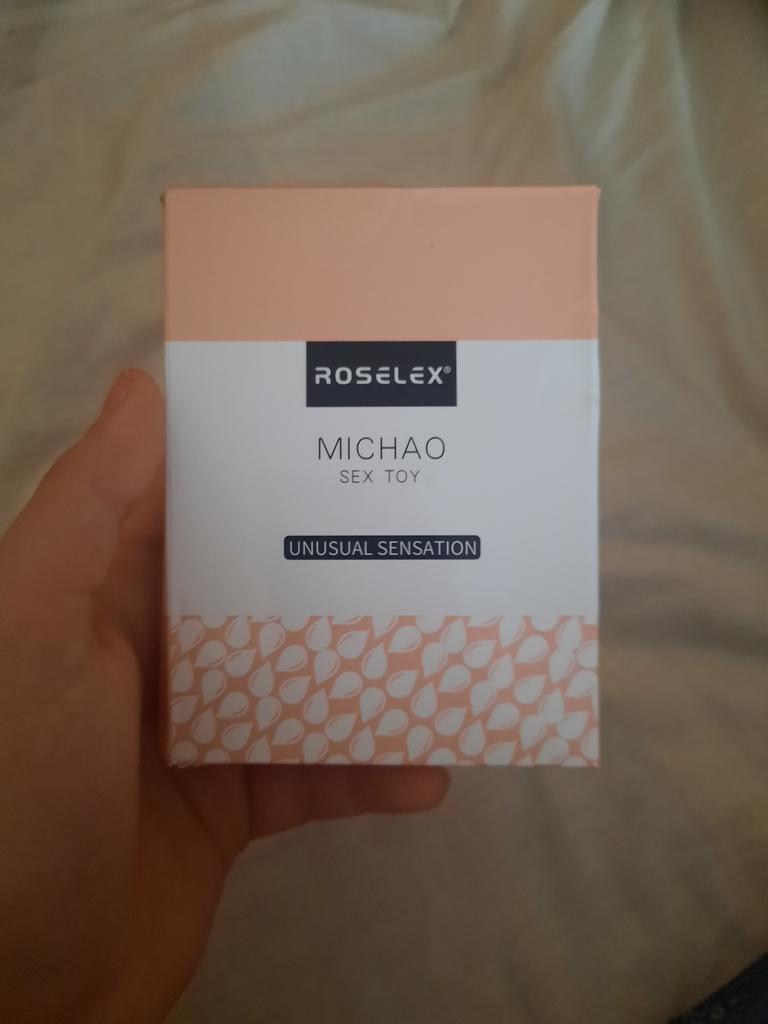 ROSELEX®
MICHAO
SEX TOY
UNUSUAL SENSATION